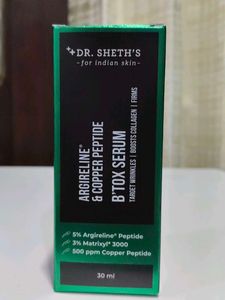 DR. SHETH'S
-for indian skin-
ARGIRELINE®
& COPPER PEPTIDE
B'TOX SERUM
TARGET WRINKLES | BOOSTS COLLAGEN | FIRMS
5% Argireline® Peptide
3% Matrixyl® 3000
500 ppm Copper Peptide
30 ml